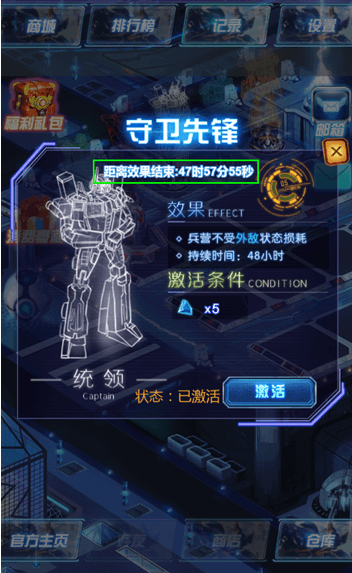 商城 排行榜 记录 设置
福利礼包
邮箱
守卫先锋
距离效果结束:47时57分55秒
效果 EFFECT
兵营不受外敌状态损耗
持续时间：48小时
激活条件 CONDITION
x5
统领
Captain
状态：已激活
激活
官方主页 商店 仓库